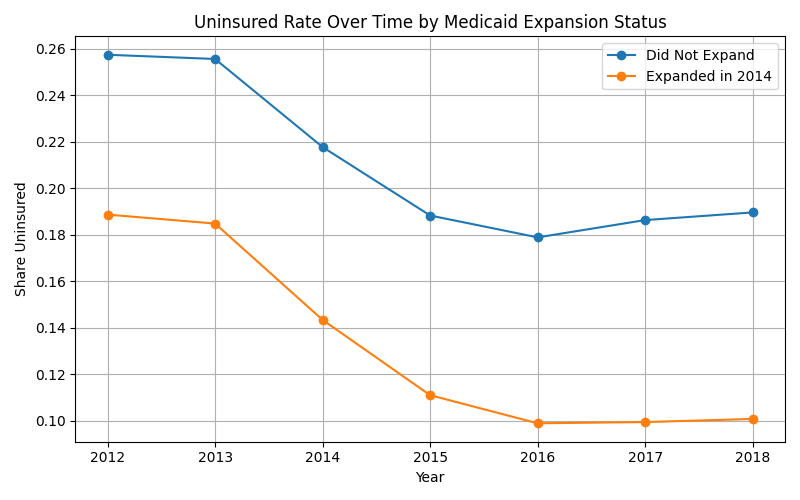 Uninsured Rate Over Time by Medicaid Expansion Status
Did Not Expand
Expanded in 2014
Share Uninsured
0.26
0.24
0.22
0.20
0.18
0.16
0.14
0.12
0.10
2012 2013 2014 2015 2016 2017 2018
Year